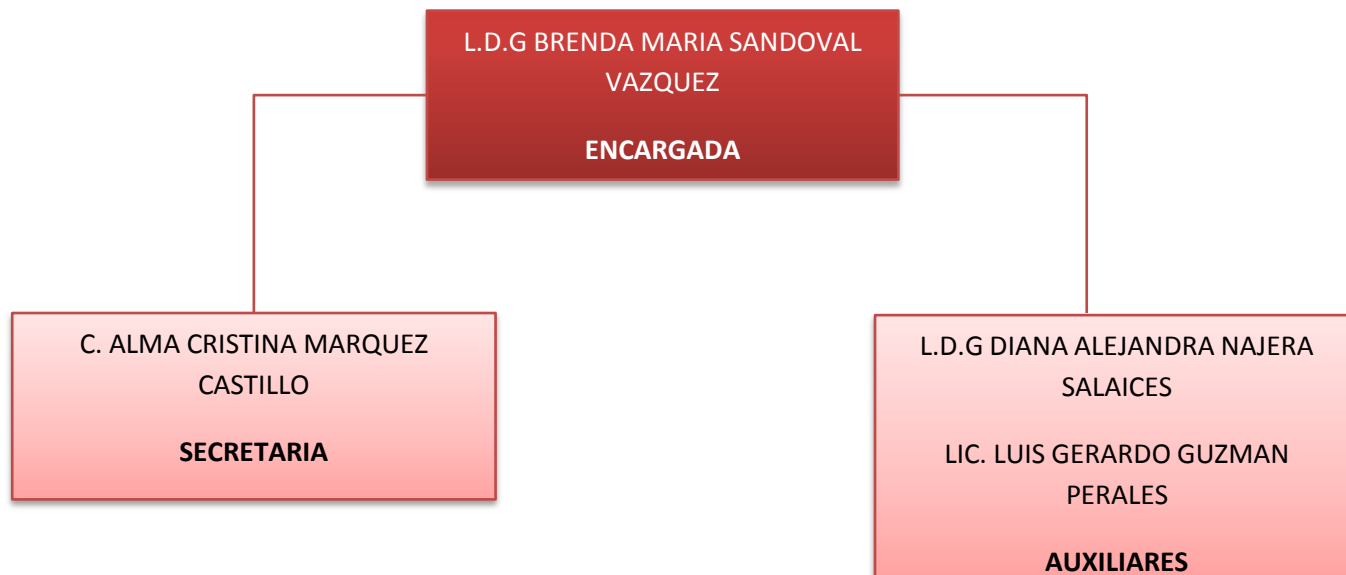 L.D.G BRENDA MARIA SANDOVAL
VAZQUEZ
ENCARGADA
C. ALMA CRISTINA MARQUEZ
CASTILLO
SECRETARIA
L.D.G DIANA ALEJANDRA NAJERA
SALAICES
LIC. LUIS GERARDO GUZMAN
PERALES
AUXILIARES